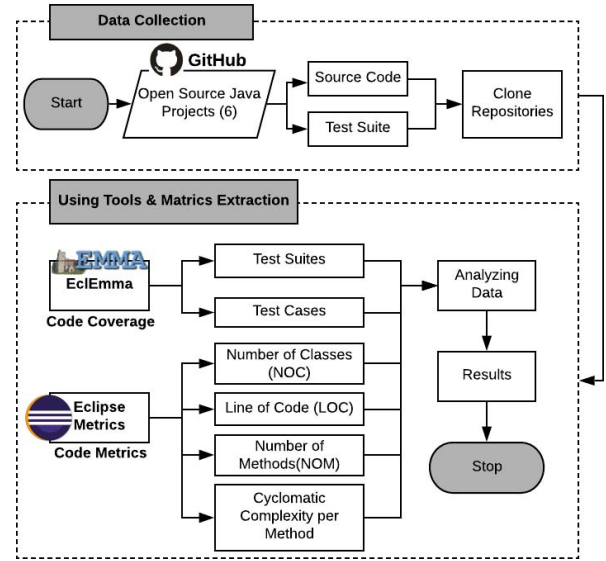 Data Collection
GitHub
Start
Open Source Java
Projects (6)
Source Code
Test Suite
Clone
Repositories
Using Tools & Matrics Extraction
EMMA
EclEmma
Code Coverage
Test Suites
Test Cases
Analyzing
Data
Number of Classes
(NOC)
Results
Eclipse
Metrics
Code Metrics
Line of Code (LOC)
Number of
Methods(NOM)
Stop
Cyclomatic
Complexity per
Method